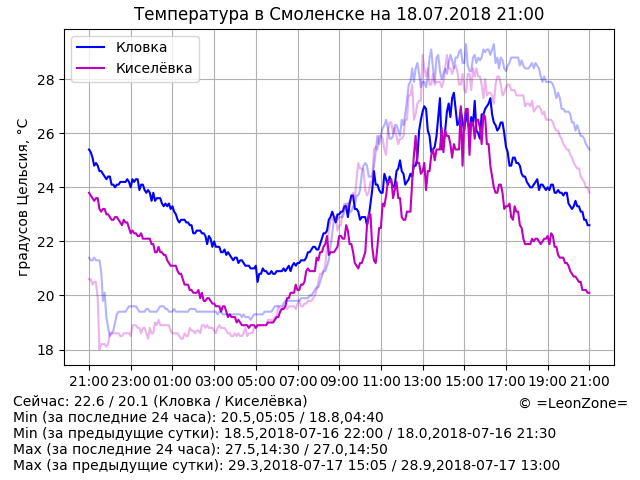 Температура в Смоленске на 18.07.2018 21:00
Кловка
Киселёвка
градусов Цельсия, °C
28
26
24
22
20
18
21:00 23:00 01:00 03:00 05:00 07:00 09:00 11:00 13:00 15:00 17:00 19:00 21:00
Сейчас: 22.6 / 20.1 (Кловка / Киселёвка)
© =LeonZone=
Min (за последние 24 часа): 20.5,05:05 / 18.8,04:40
Min (за предыдущие сутки): 18.5,2018-07-16 22:00 / 18.0,2018-07-16 21:30
Max (за последние 24 часа): 27.5,14:30 / 27.0,14:50
Max (за предыдущие сутки): 29.3,2018-07-17 15:05 / 28.9,2018-07-17 13:00